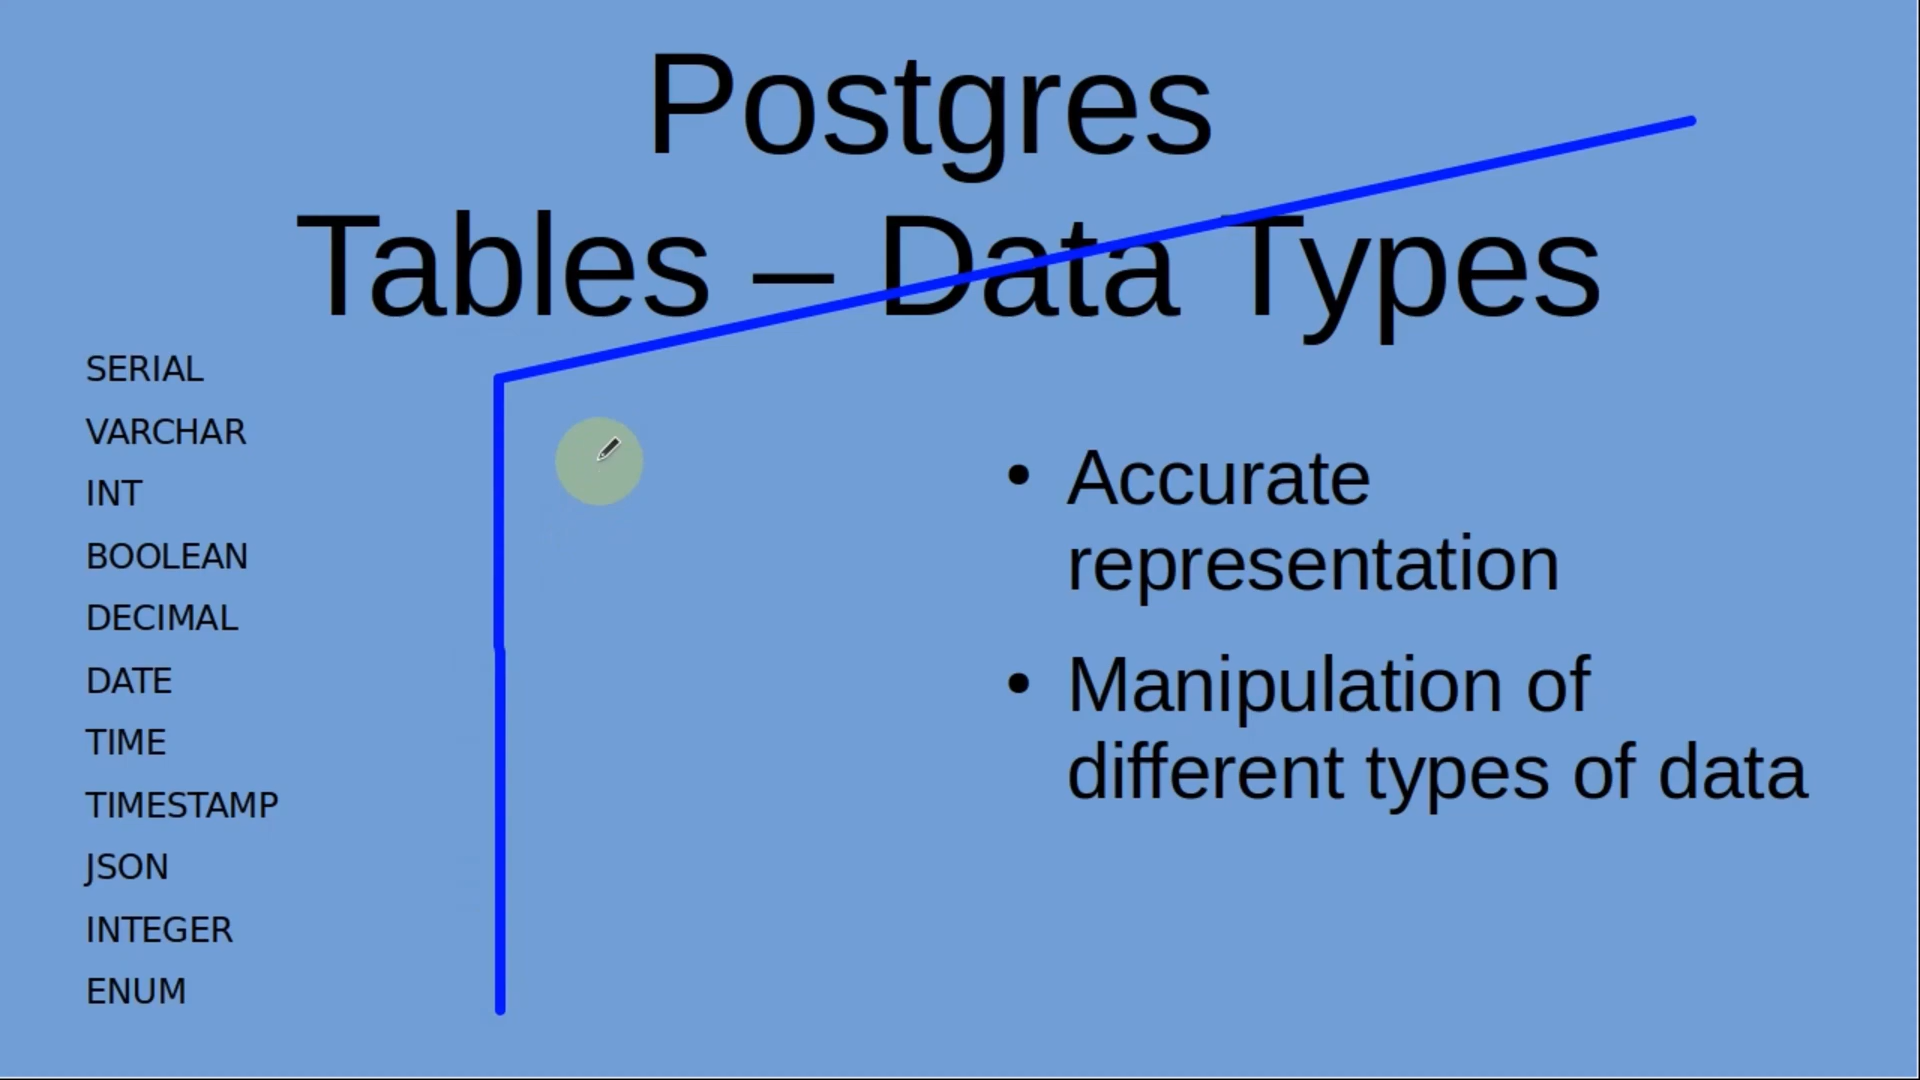 Postgres
Tables – Data Types
SERIAL
VARCHAR
INT
BOOLEAN
DECIMAL
DATE
TIME
TIMESTAMP
JSON
INTEGER
ENUM
• Accurate
representation
• Manipulation of
different types of data